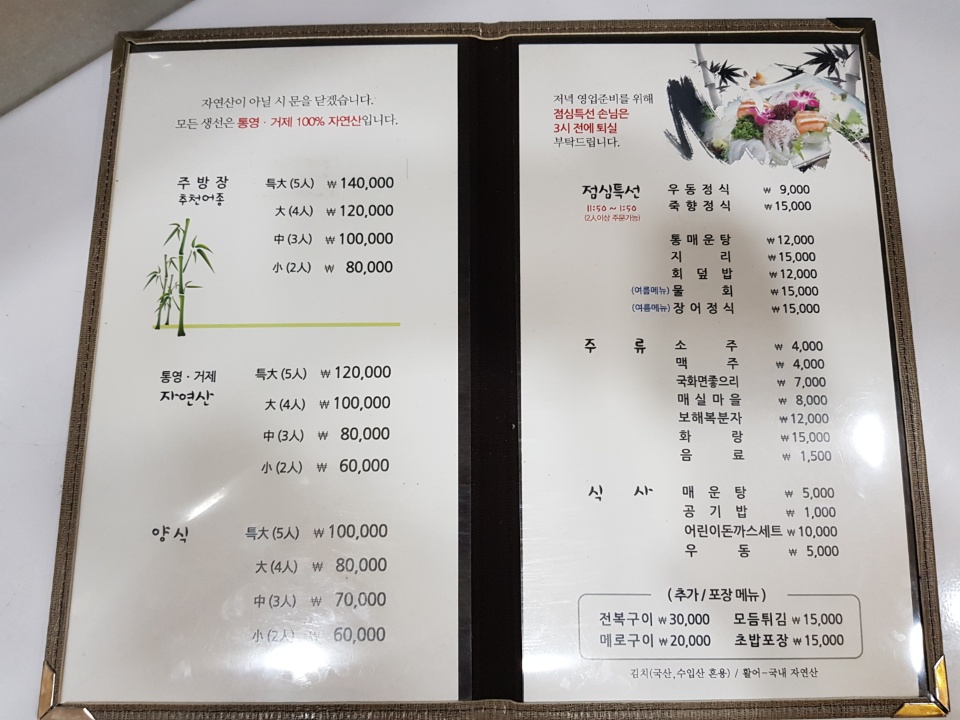 자연산이 아닐 시 문을 닫겠습니다.
모든 생선은 통영 · 거제 100% 자연산입니다.
주 방 장 특大 (5人) ₩ 140,000
추천어종
大 (4人) ₩ 120,000
中 (3人) ₩ 100,000
小 (2人) ₩ 80,000
통영 · 거제 특大 (5人) ₩ 120,000
자연산 大 (4人) ₩ 100,000
中 (3人) ₩ 80,000
小 (2人) ₩ 60,000
양식 특大 (5人) ₩ 100,000
大 (4人) ₩ 80,000
中 (3人) ₩ 70,000
小 (2人) ₩ 60,000
저녁 영업준비를 위해
점심특선 손님은
3시 전에 퇴실
부탁드립니다.
점심특선 우 동 정 식 ₩ 9,000
11:50 ~ 1:50 죽 향 정 식 ₩ 15,000
(2人이상 주문가능)
통 매 운 탕 ₩ 12,000
지 리 ₩ 15,000
회 덮 밥 ₩ 12,000
(여름메뉴) 물 회 ₩ 15,000
(여름메뉴) 장 어 정 식 ₩ 15,000
주 류 소 주 ₩ 4,000
맥 주 ₩ 4,000
국화면좋으리 ₩ 7,000
매 실 마 을 ₩ 8,000
보해복분자 ₩ 12,000
화 랑 ₩ 15,000
음 료 ₩ 1,500
식 사 매 운 탕 ₩ 5,000
공 기 밥 ₩ 1,000
어린이돈까스세트 ₩ 10,000
우 동 ₩ 5,000
( 추가 / 포장 메뉴 )
전복구이 ₩ 30,000 모듬튀김 ₩ 15,000
메로구이 ₩ 20,000 초밥포장 ₩ 15,000
김치(국산,수입산 혼용) / 활어-국내 자연산